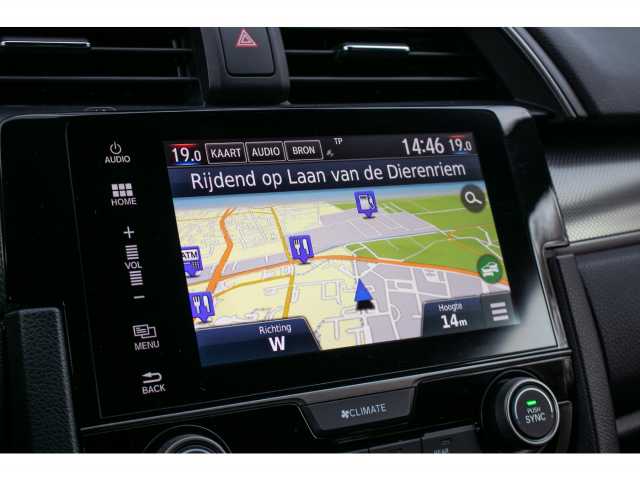 AUDIO
HOME
+
VOL
−
MENU
BACK
19.0 KAART AUDIO BRON TP 14:46 19.0
Rijdend op Laan van de Dierenriem
ATM
Richting
W
Hoogte
14m
CLIMATE
PUSH
SYNC
REAR